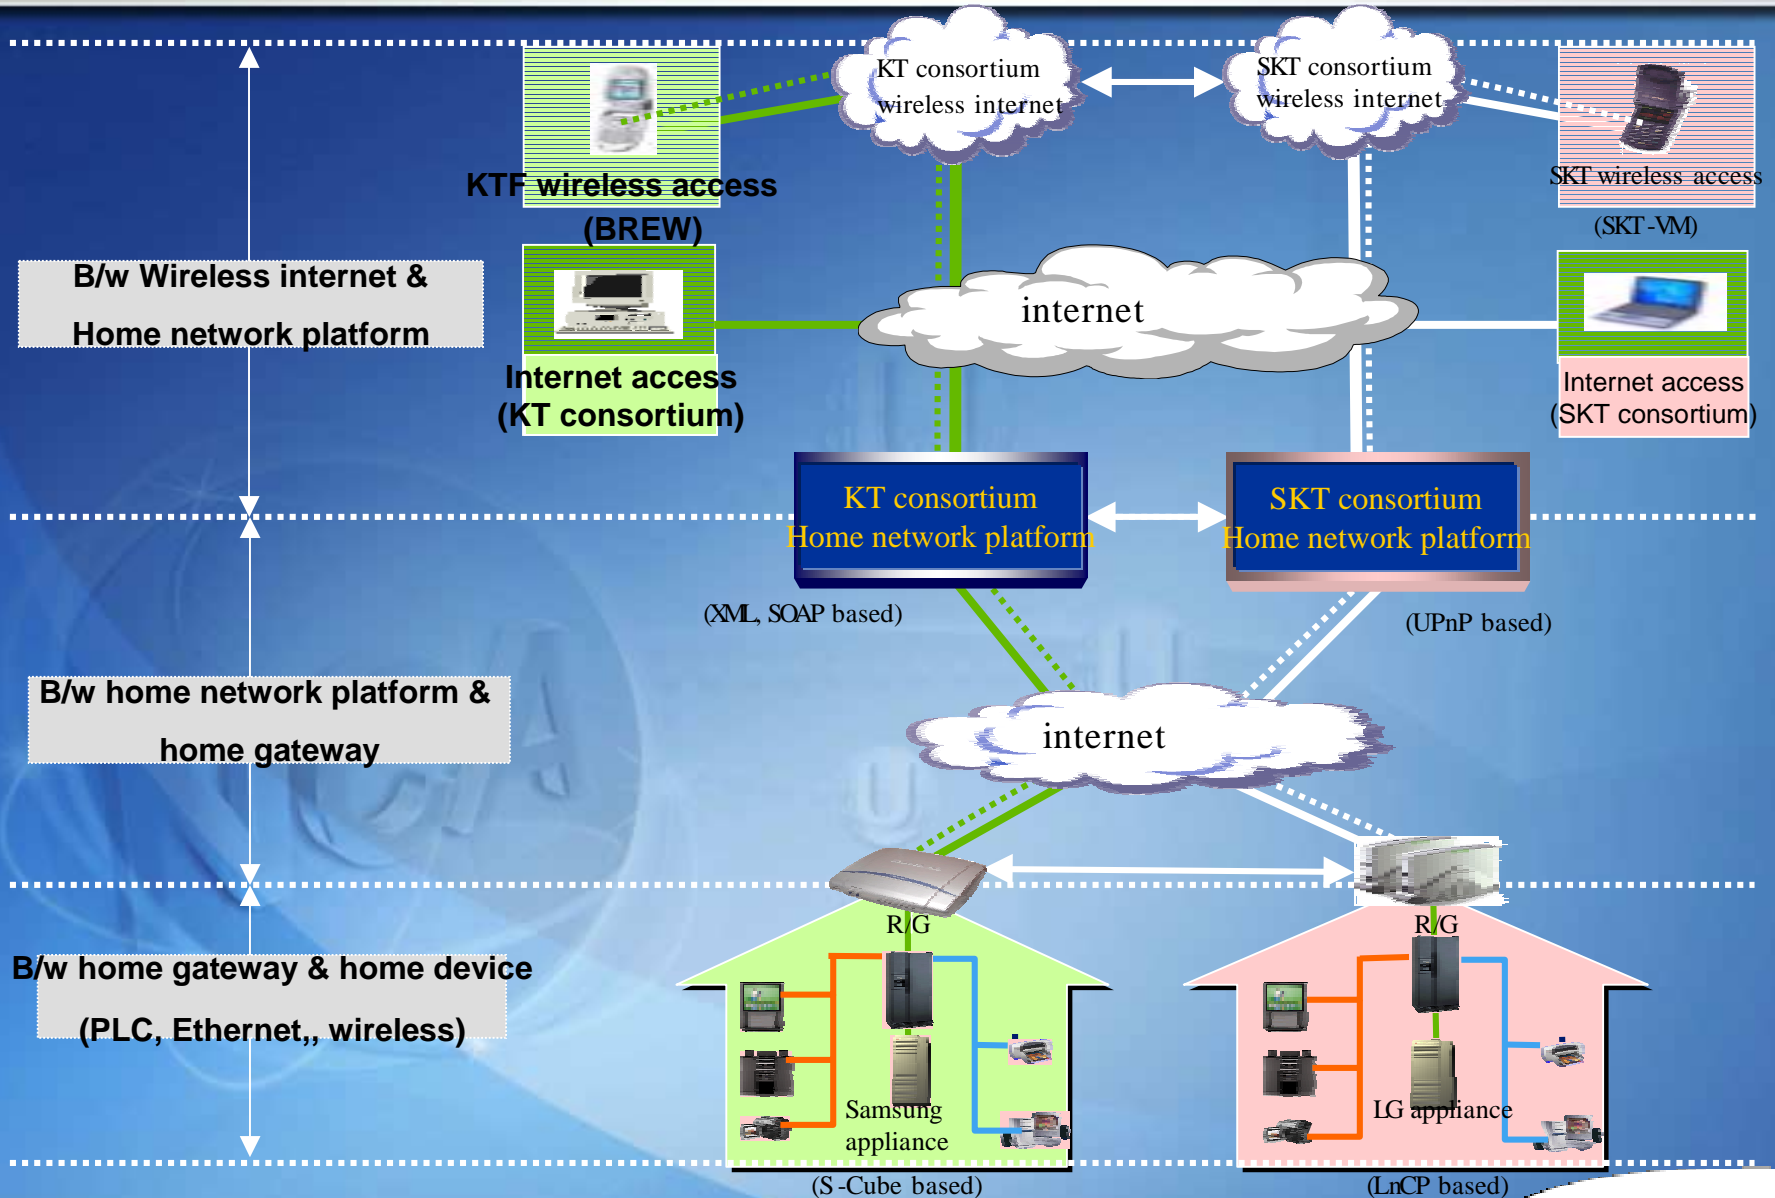 KT consortium
wireless internet
SKT consortium
wireless internet
KTF wireless access
(BREW)
SKT wireless access
(SKT-VM)
B/w Wireless internet &
Home network platform
internet
Internet access
(KT consortium)
Internet access
(SKT consortium)
KT consortium
Home network platform
SKT consortium
Home network platform
(XML, SOAP based)
(UPnP based)
B/w home network platform &
home gateway
internet
R/G
R/G
B/w home gateway & home device
(PLC, Ethernet,, wireless)
Samsung
appliance
LG appliance
(S-Cube based)
(LnCP based)